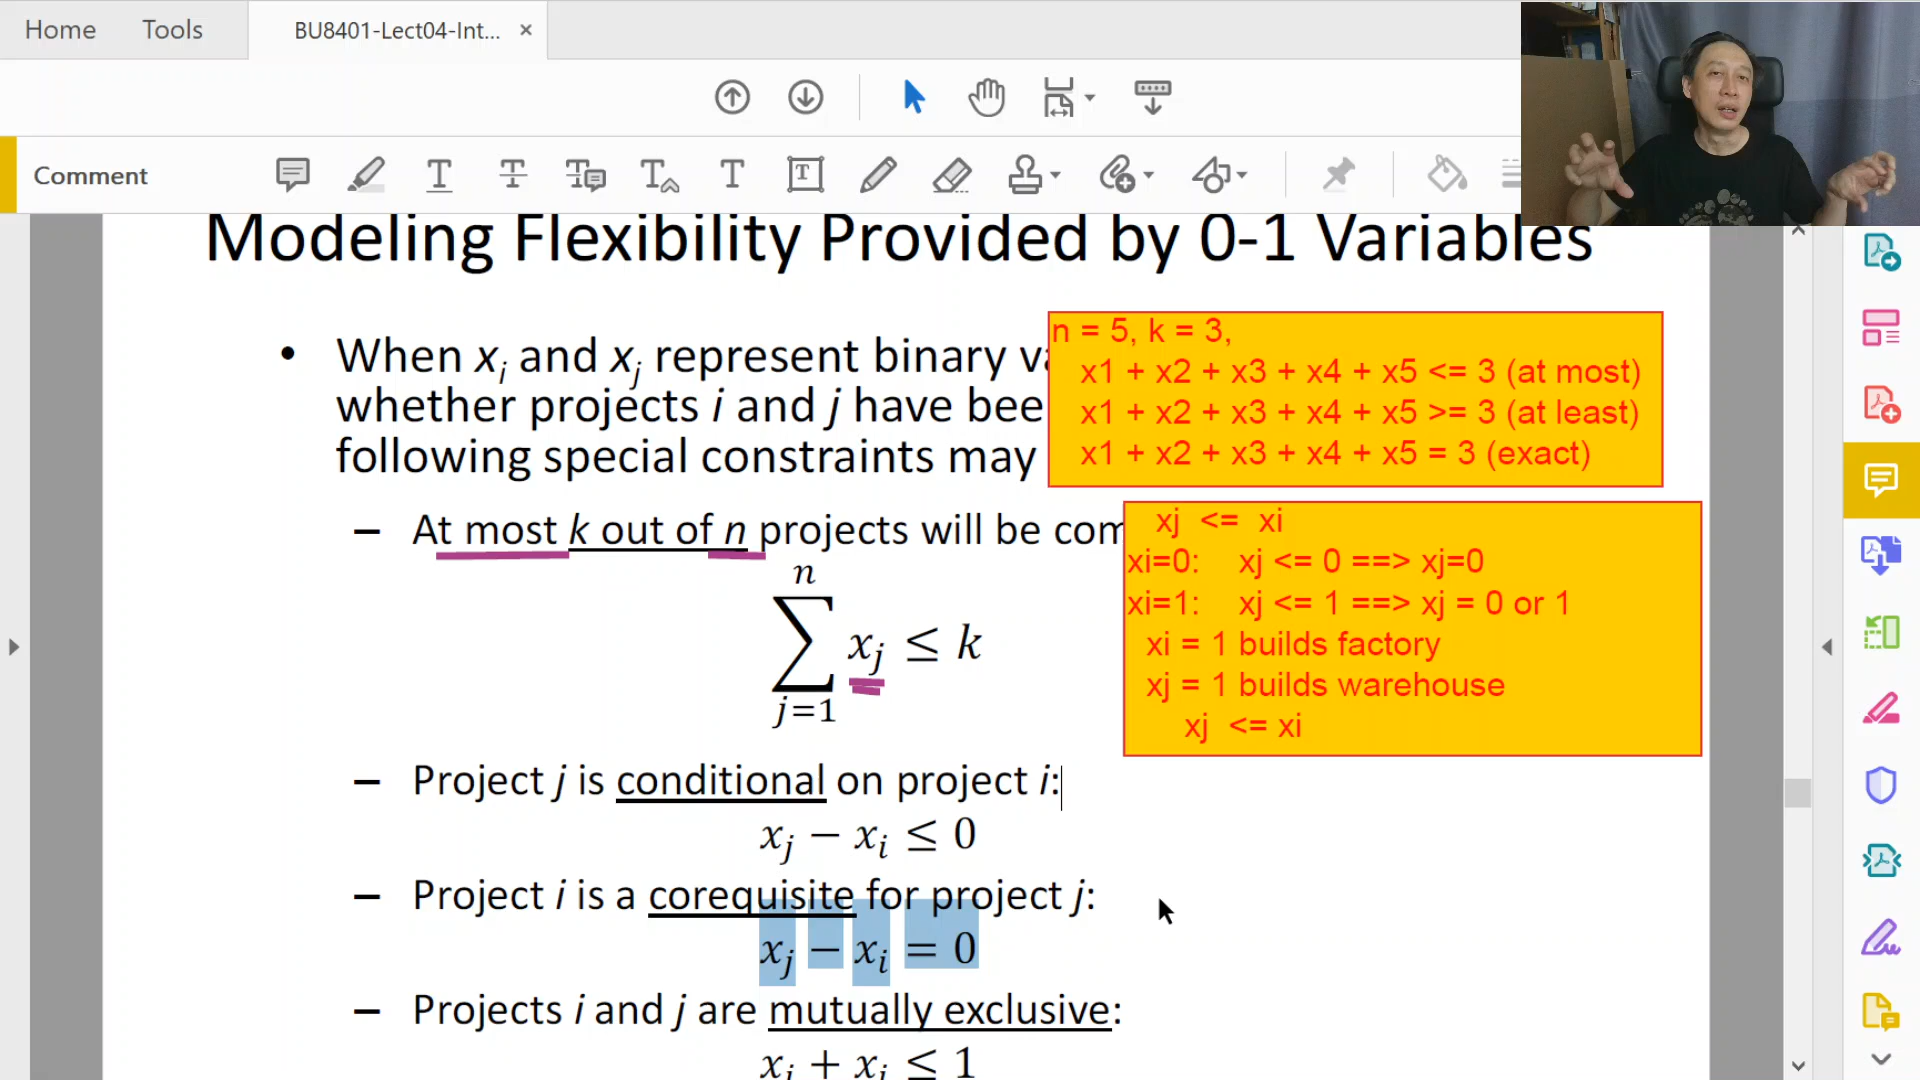 Home
Tools
BU8401-Lect04-Int...
Comment
Modeling Flexibility Provided by 0-1 Variables
• When xi and xj represent binary va
whether projects i and j have bee
following special constraints may
– At most k out of n projects will be com
n
∑ xj ≤ k
j=1
– Project j is conditional on project i:
xj − xi ≤ 0
– Project i is a corequisite for project j:
xj − xi = 0
– Projects i and j are mutually exclusive:
xi + xj ≤ 1
n = 5, k = 3,
x1 + x2 + x3 + x4 + x5 <= 3 (at most)
x1 + x2 + x3 + x4 + x5 >= 3 (at least)
x1 + x2 + x3 + x4 + x5 = 3 (exact)
xj <= xi
xi=0: xj <= 0 ==> xj=0
xi=1: xj <= 1 ==> xj = 0 or 1
xi = 1 builds factory
xj = 1 builds warehouse
xj <= xi